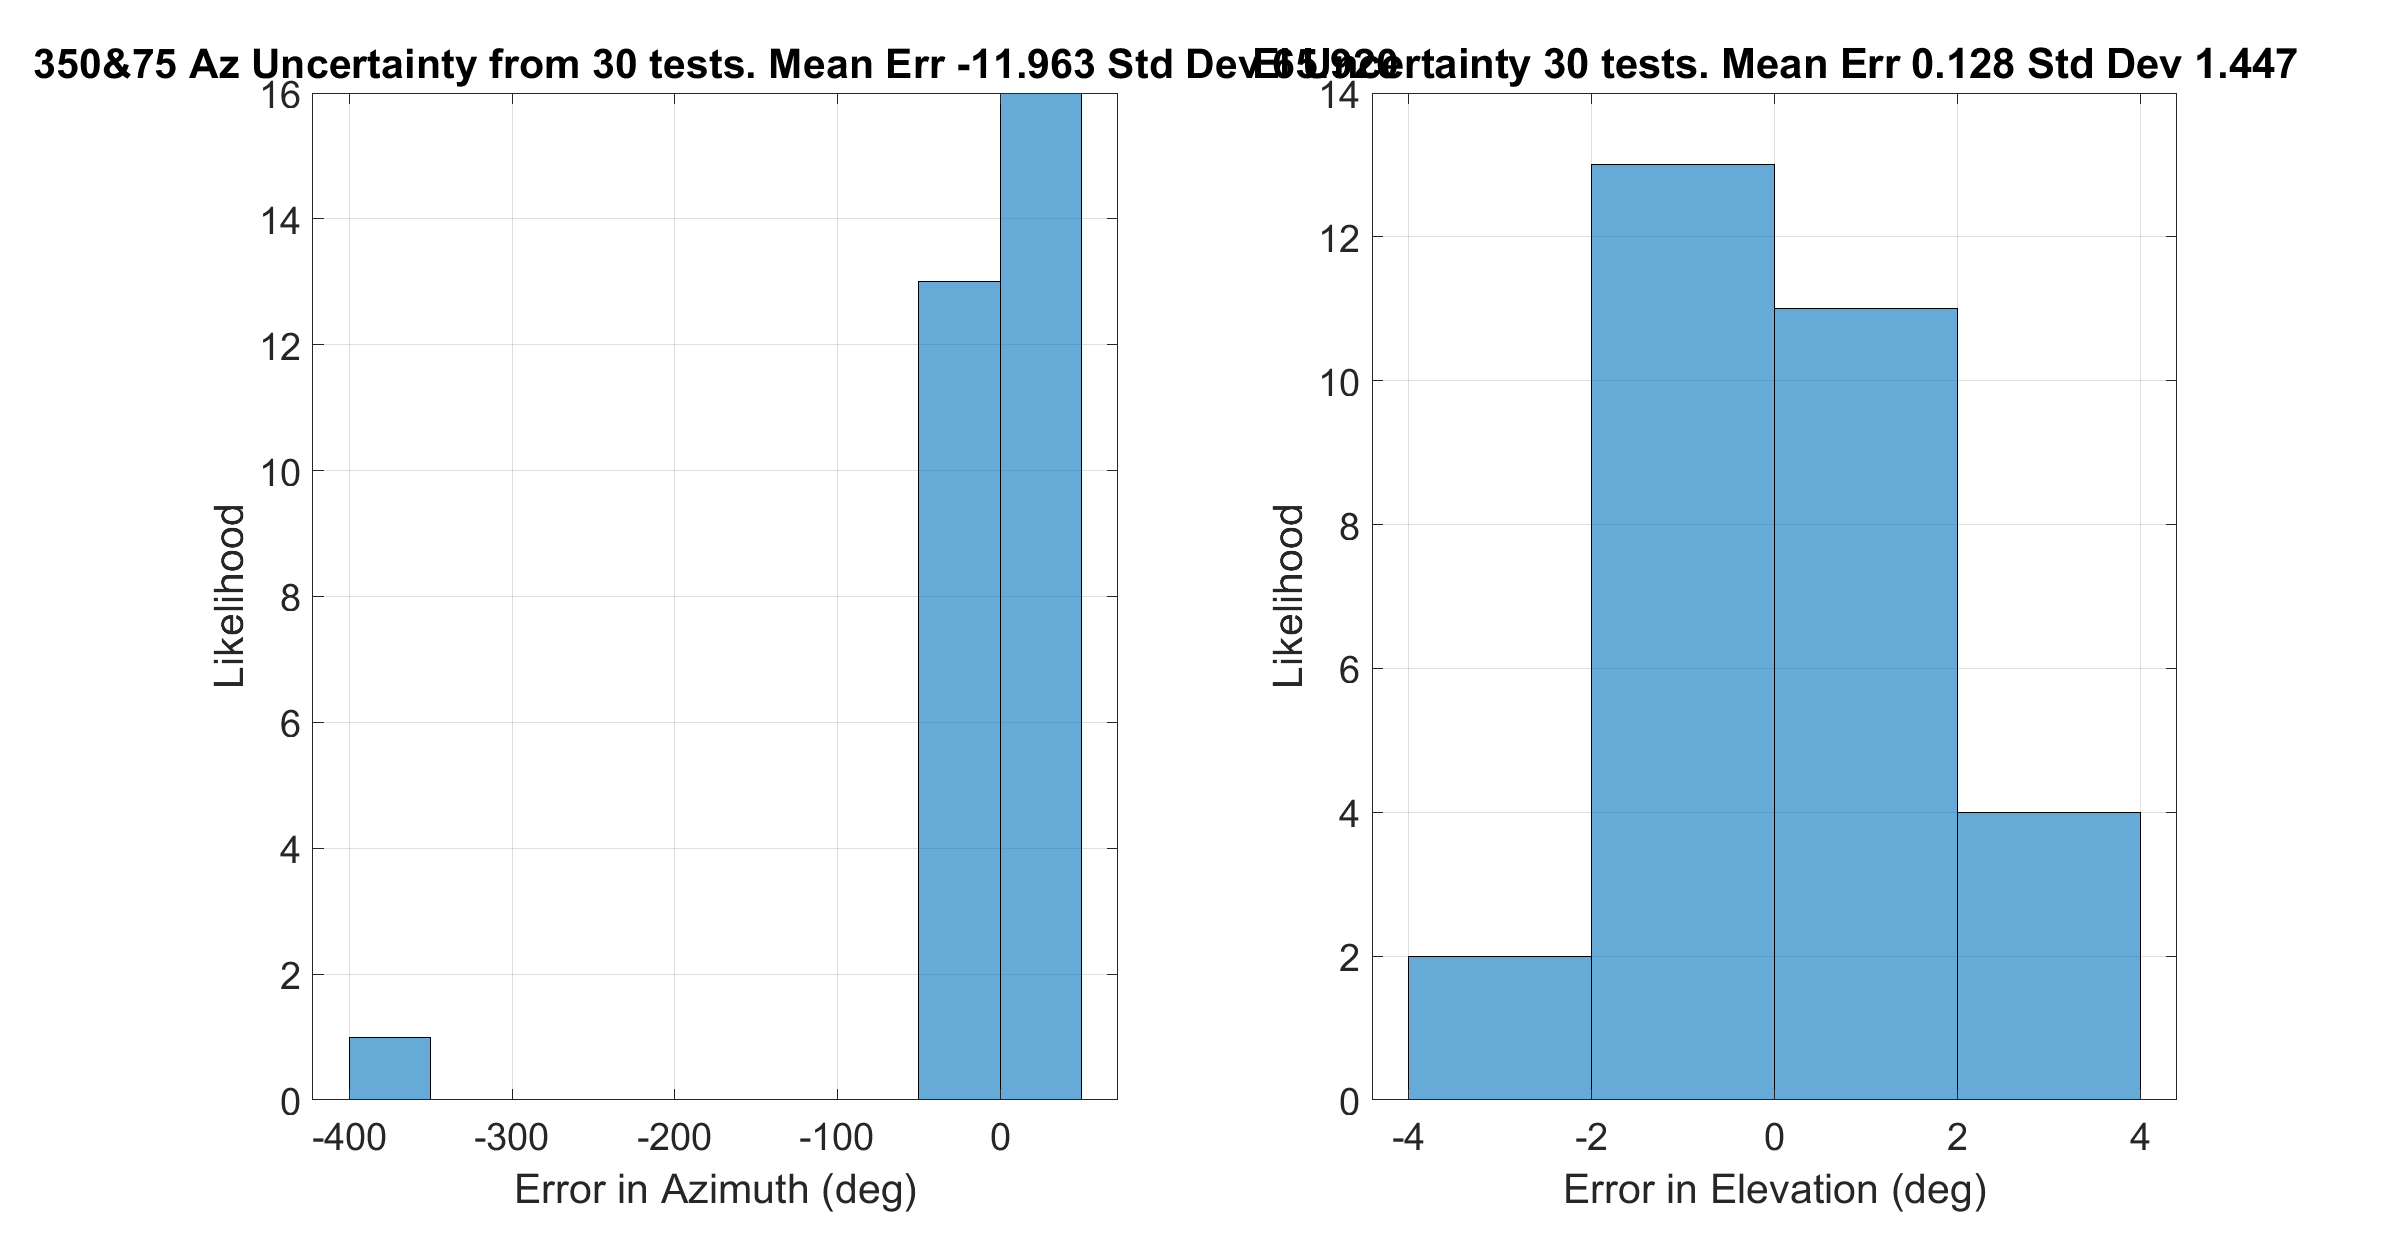 350&75 Az Uncertainty from 30 tests. Mean Err -11.963 Std Dev 65.920
El Uncertainty 30 tests. Mean Err 0.128 Std Dev 1.447
16
14
12
10
8
6
4
2
0
Likelihood
-400 -300 -200 -100 0
Error in Azimuth (deg)
14
12
10
8
6
4
2
0
Likelihood
-4 -2 0 2 4
Error in Elevation (deg)